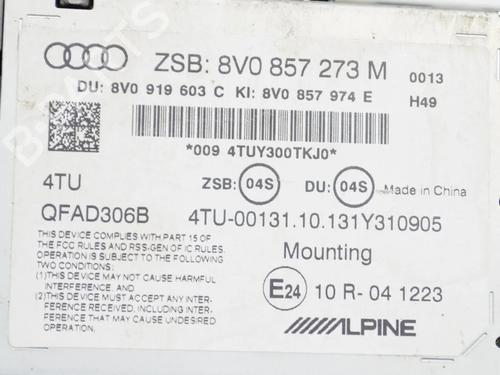 ZSB: 8V0 857 273 M 0013
DU: 8V0 919 603 C KI: 8V0 857 974 E H49
*009 4TUY300TKJ0*
4TU ZSB: 04S DU: 04S Made in China
QFAD306B 4TU-00131.10.131Y310905
THIS DEVICE COMPLIES WITH PART 15 OF
THE FCC RULES AND RSS-GEN OF IC RULES.
OPERATION IS SUBJECT TO THE FOLLOWING
TWO CONDITIONS:
(1)THIS DEVICE MAY NOT CAUSE HARMFUL
INTERFERENCE, AND
(2)THIS DEVICE MUST ACCEPT ANY INTER-
FERENCE RECEIVED, INCLUDING INTER-
FERENCE THAT MAY CAUSE UNDESIRED
OPERATION.
Mounting
E24 10 R- 04 1223
ALPINE
B-Parts